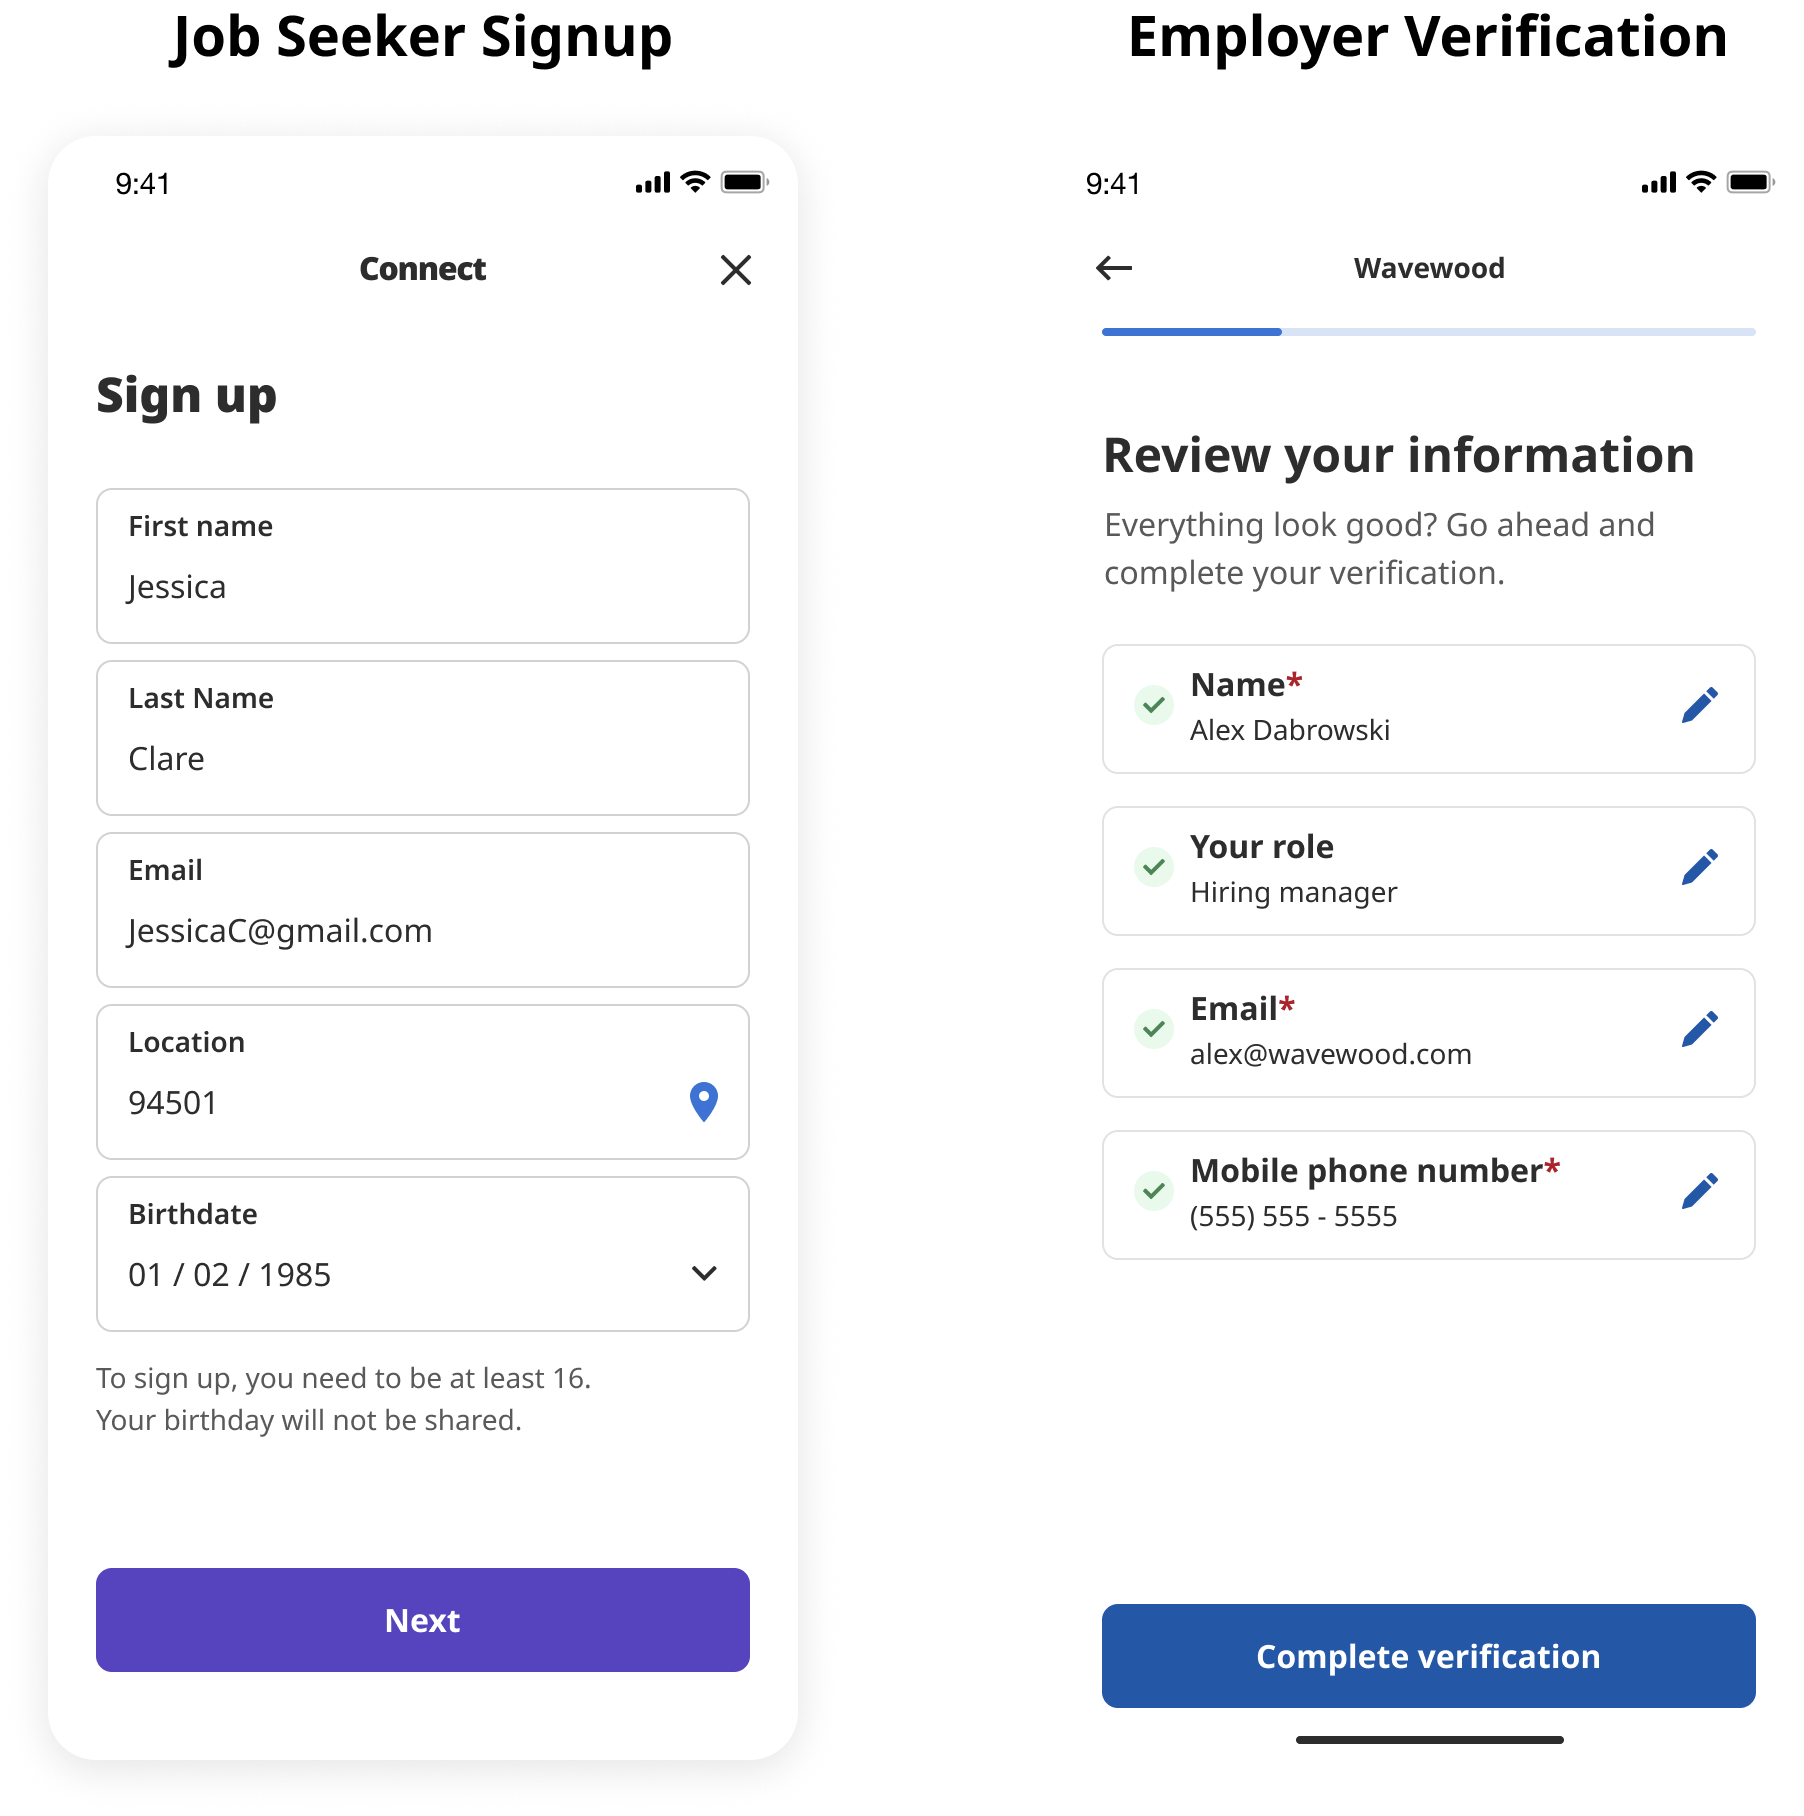 Job Seeker Signup
9:41
Connect
Sign up
First name
Jessica
Last Name
Clare
Email
JessicaC@gmail.com
Location
94501
Birthdate
01 / 02 / 1985
To sign up, you need to be at least 16.
Your birthday will not be shared.
Next
Employer Verification
9:41
Wavewood
Review your information
Everything look good? Go ahead and
complete your verification.
Name*
Alex Dabrowski
Your role
Hiring manager
Email*
alex@wavewood.com
Mobile phone number*
(555) 555 - 5555
Complete verification